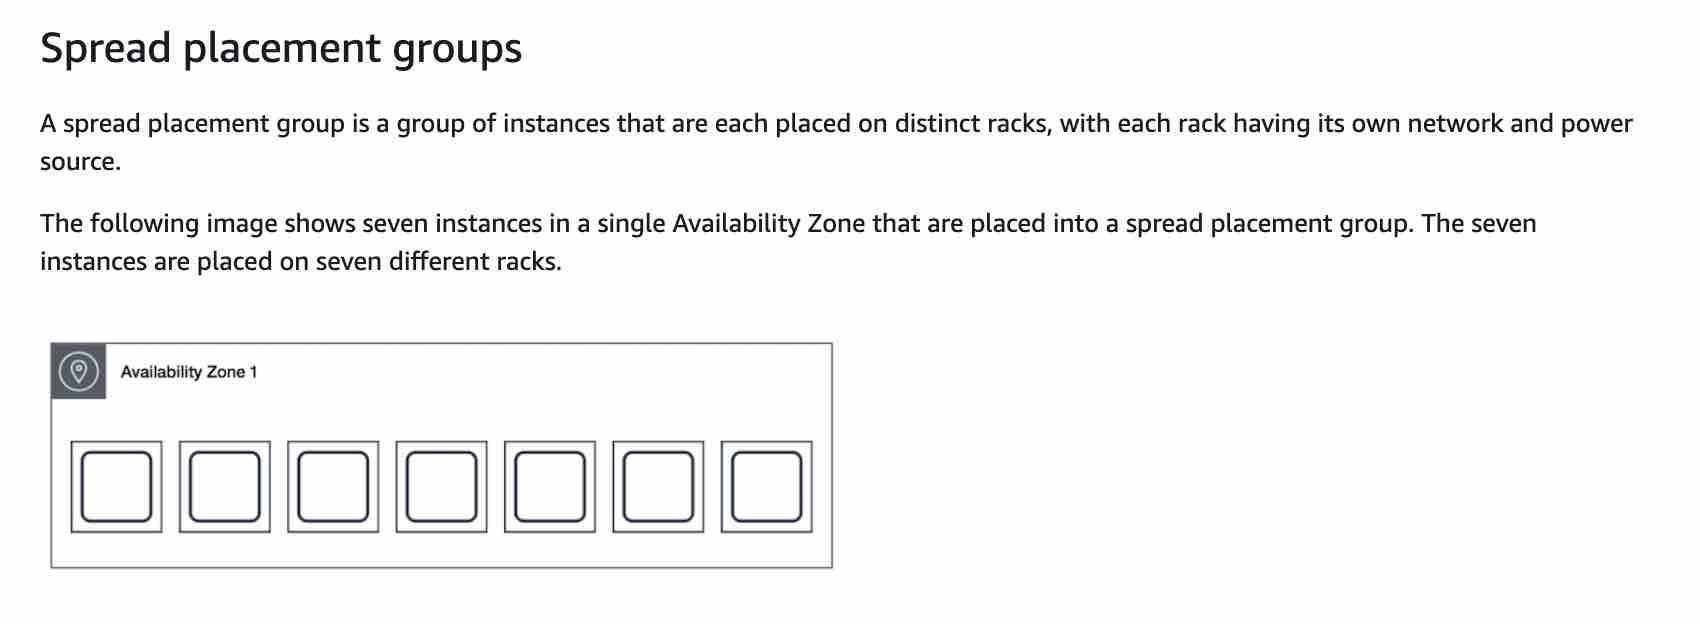 Spread placement groups
A spread placement group is a group of instances that are each placed on distinct racks, with each rack having its own network and power
source.
The following image shows seven instances in a single Availability Zone that are placed into a spread placement group. The seven
instances are placed on seven different racks.
Availability Zone 1